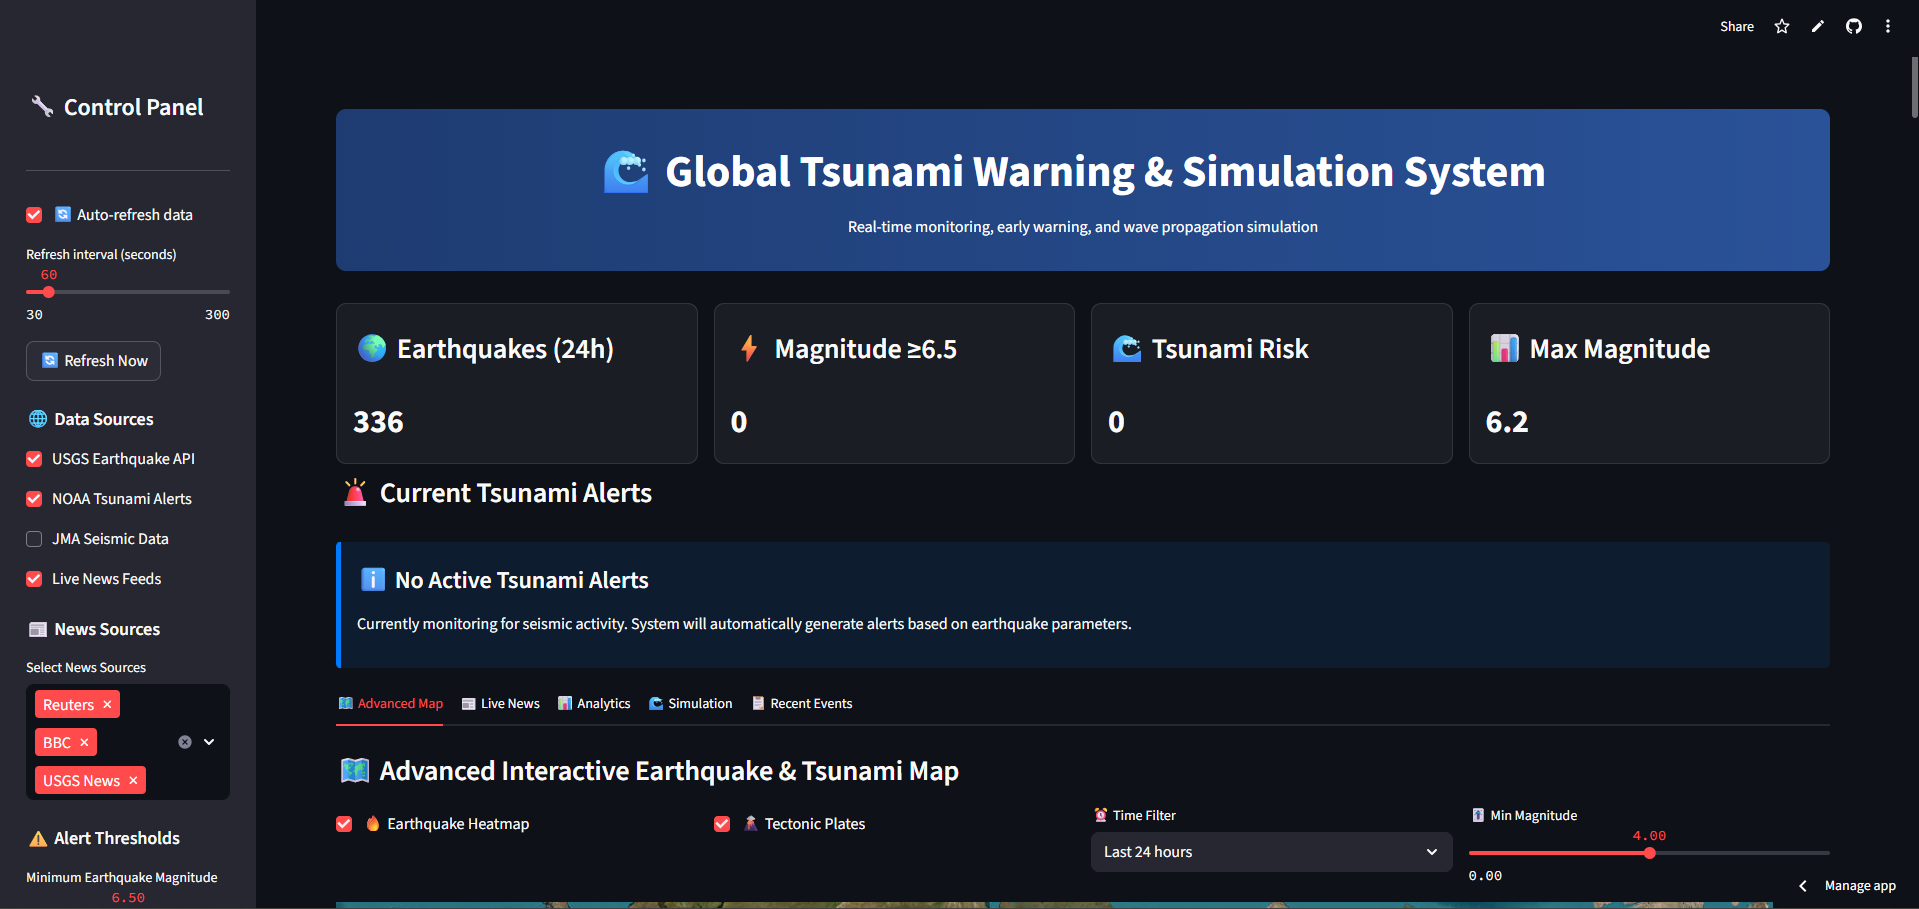 Share
Control Panel
Auto-refresh data
Refresh interval (seconds)
60
30
300
Refresh Now
Data Sources
USGS Earthquake API
NOAA Tsunami Alerts
JMA Seismic Data
Live News Feeds
News Sources
Select News Sources
Reuters
BBC
USGS News
Alert Thresholds
Minimum Earthquake Magnitude
6.50
Global Tsunami Warning & Simulation System
Real-time monitoring, early warning, and wave propagation simulation
Earthquakes (24h)
336
Magnitude ≥6.5
0
Tsunami Risk
0
Max Magnitude
6.2
Current Tsunami Alerts
No Active Tsunami Alerts
Currently monitoring for seismic activity. System will automatically generate alerts based on earthquake parameters.
Advanced Map
Live News
Analytics
Simulation
Recent Events
Advanced Interactive Earthquake & Tsunami Map
Earthquake Heatmap
Tectonic Plates
Time Filter
Last 24 hours
Min Magnitude
4.00
0.00
Manage app